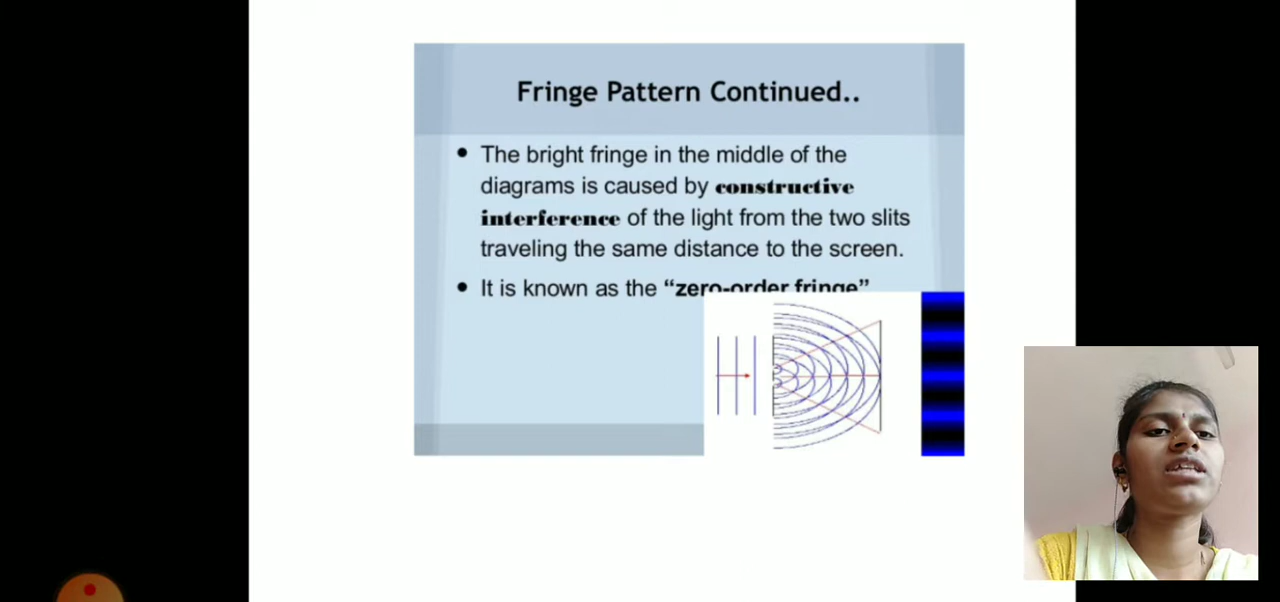 Fringe Pattern Continued..
• The bright fringe in the middle of the
diagrams is caused by constructive
interference of the light from the two slits
traveling the same distance to the screen.
• It is known as the “zero-order fringe”